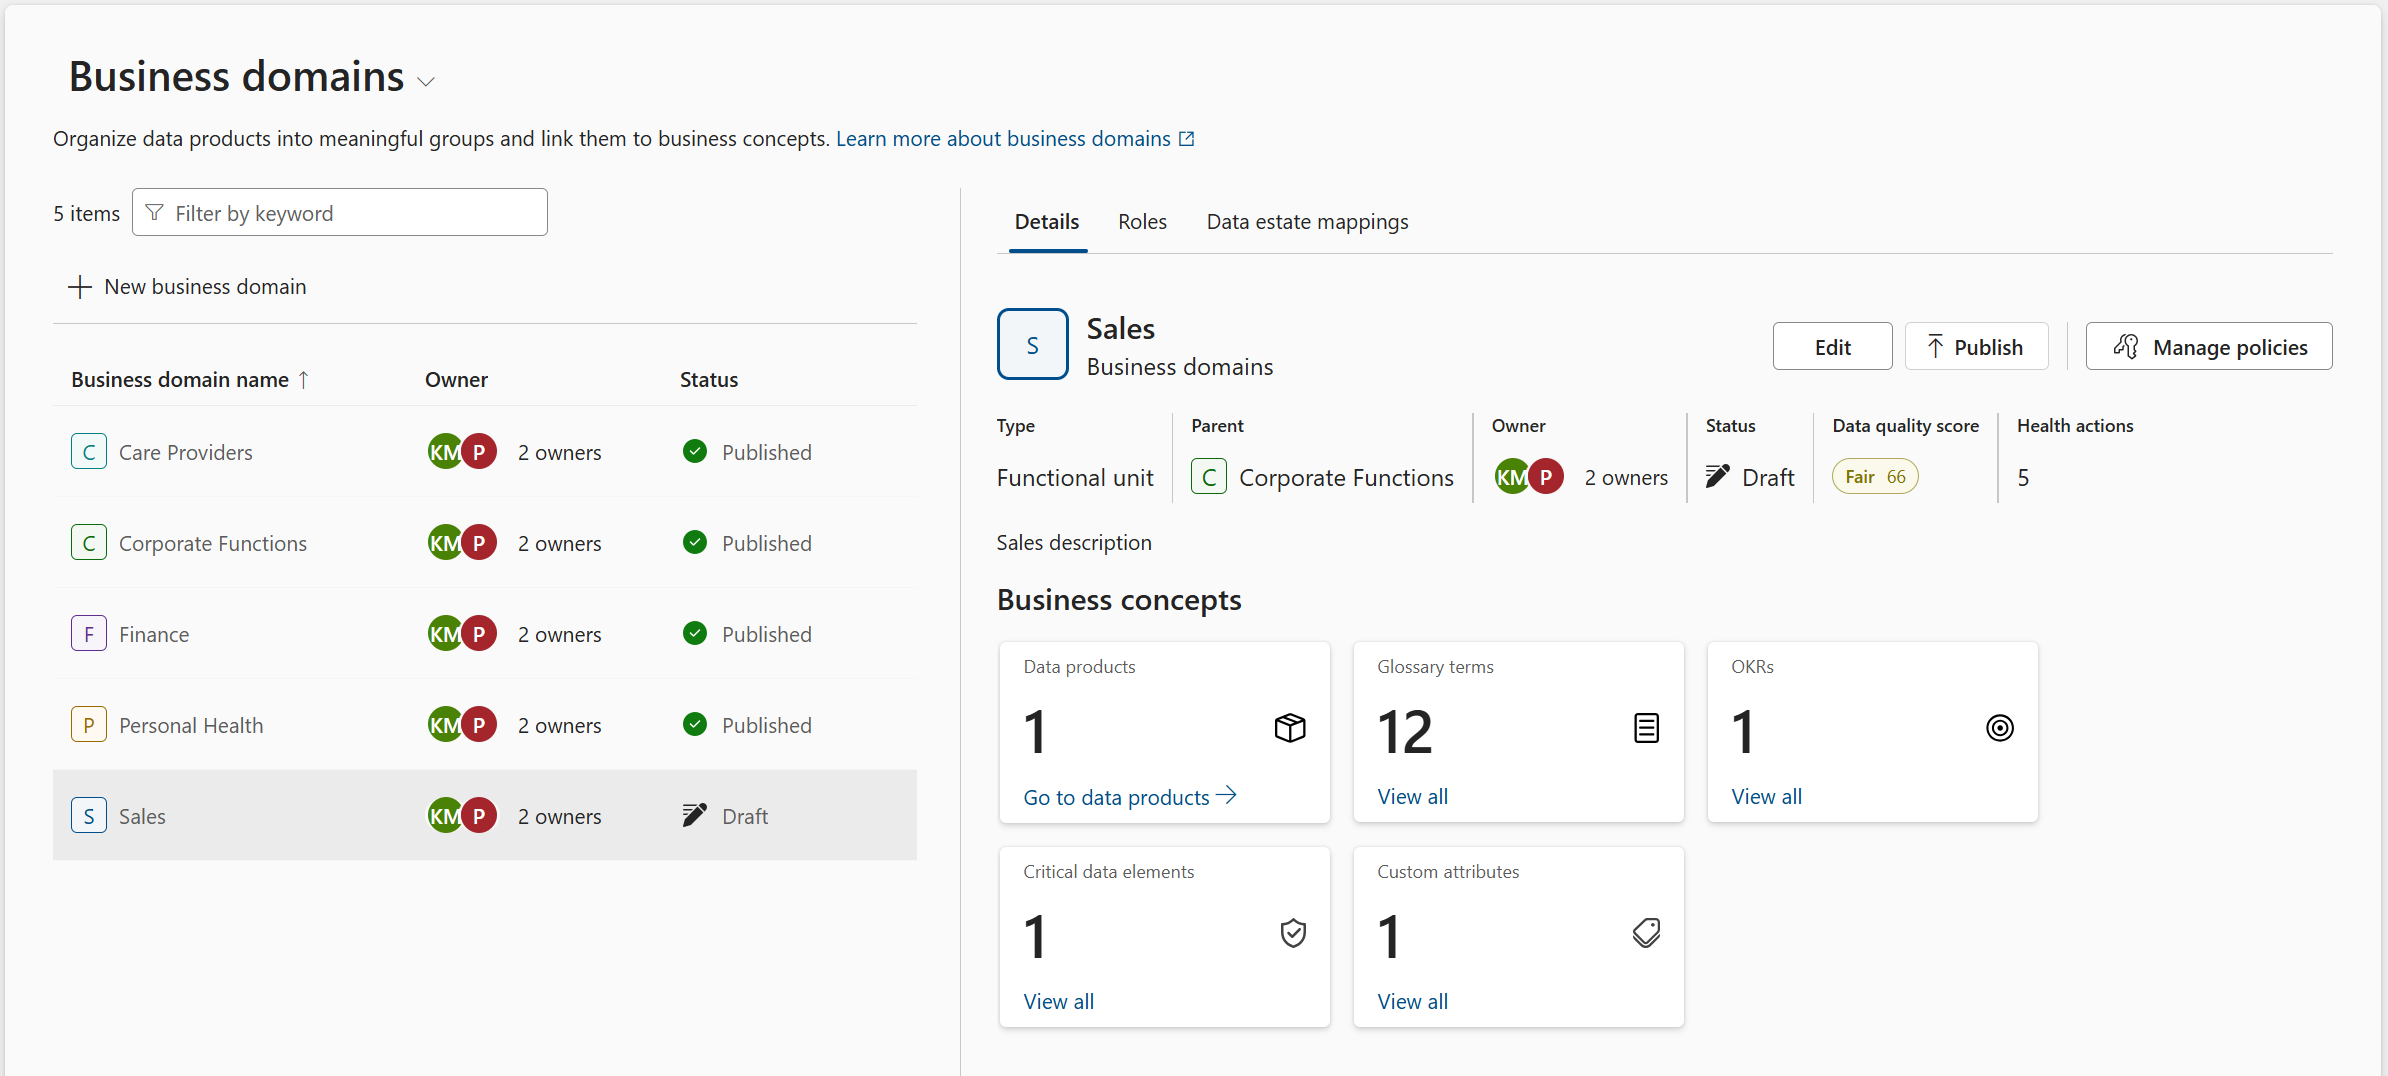 Business domains
Organize data products into meaningful groups and link them to business concepts. Learn more about business domains
5 items Filter by keyword
New business domain
Business domain name ↑ Owner Status
C Care Providers KM P 2 owners Published
C Corporate Functions KM P 2 owners Published
F Finance KM P 2 owners Published
P Personal Health KM P 2 owners Published
S Sales KM P 2 owners Draft
Details Roles Data estate mappings
S Sales
Business domains
Edit Publish Manage policies
Type Parent Owner Status Data quality score Health actions
Functional unit C Corporate Functions KM P 2 owners Draft Fair 66 5
Sales description
Business concepts
Data products Glossary terms OKRs
1 12 1
Go to data products → View all View all
Critical data elements Custom attributes
1 1
View all View all